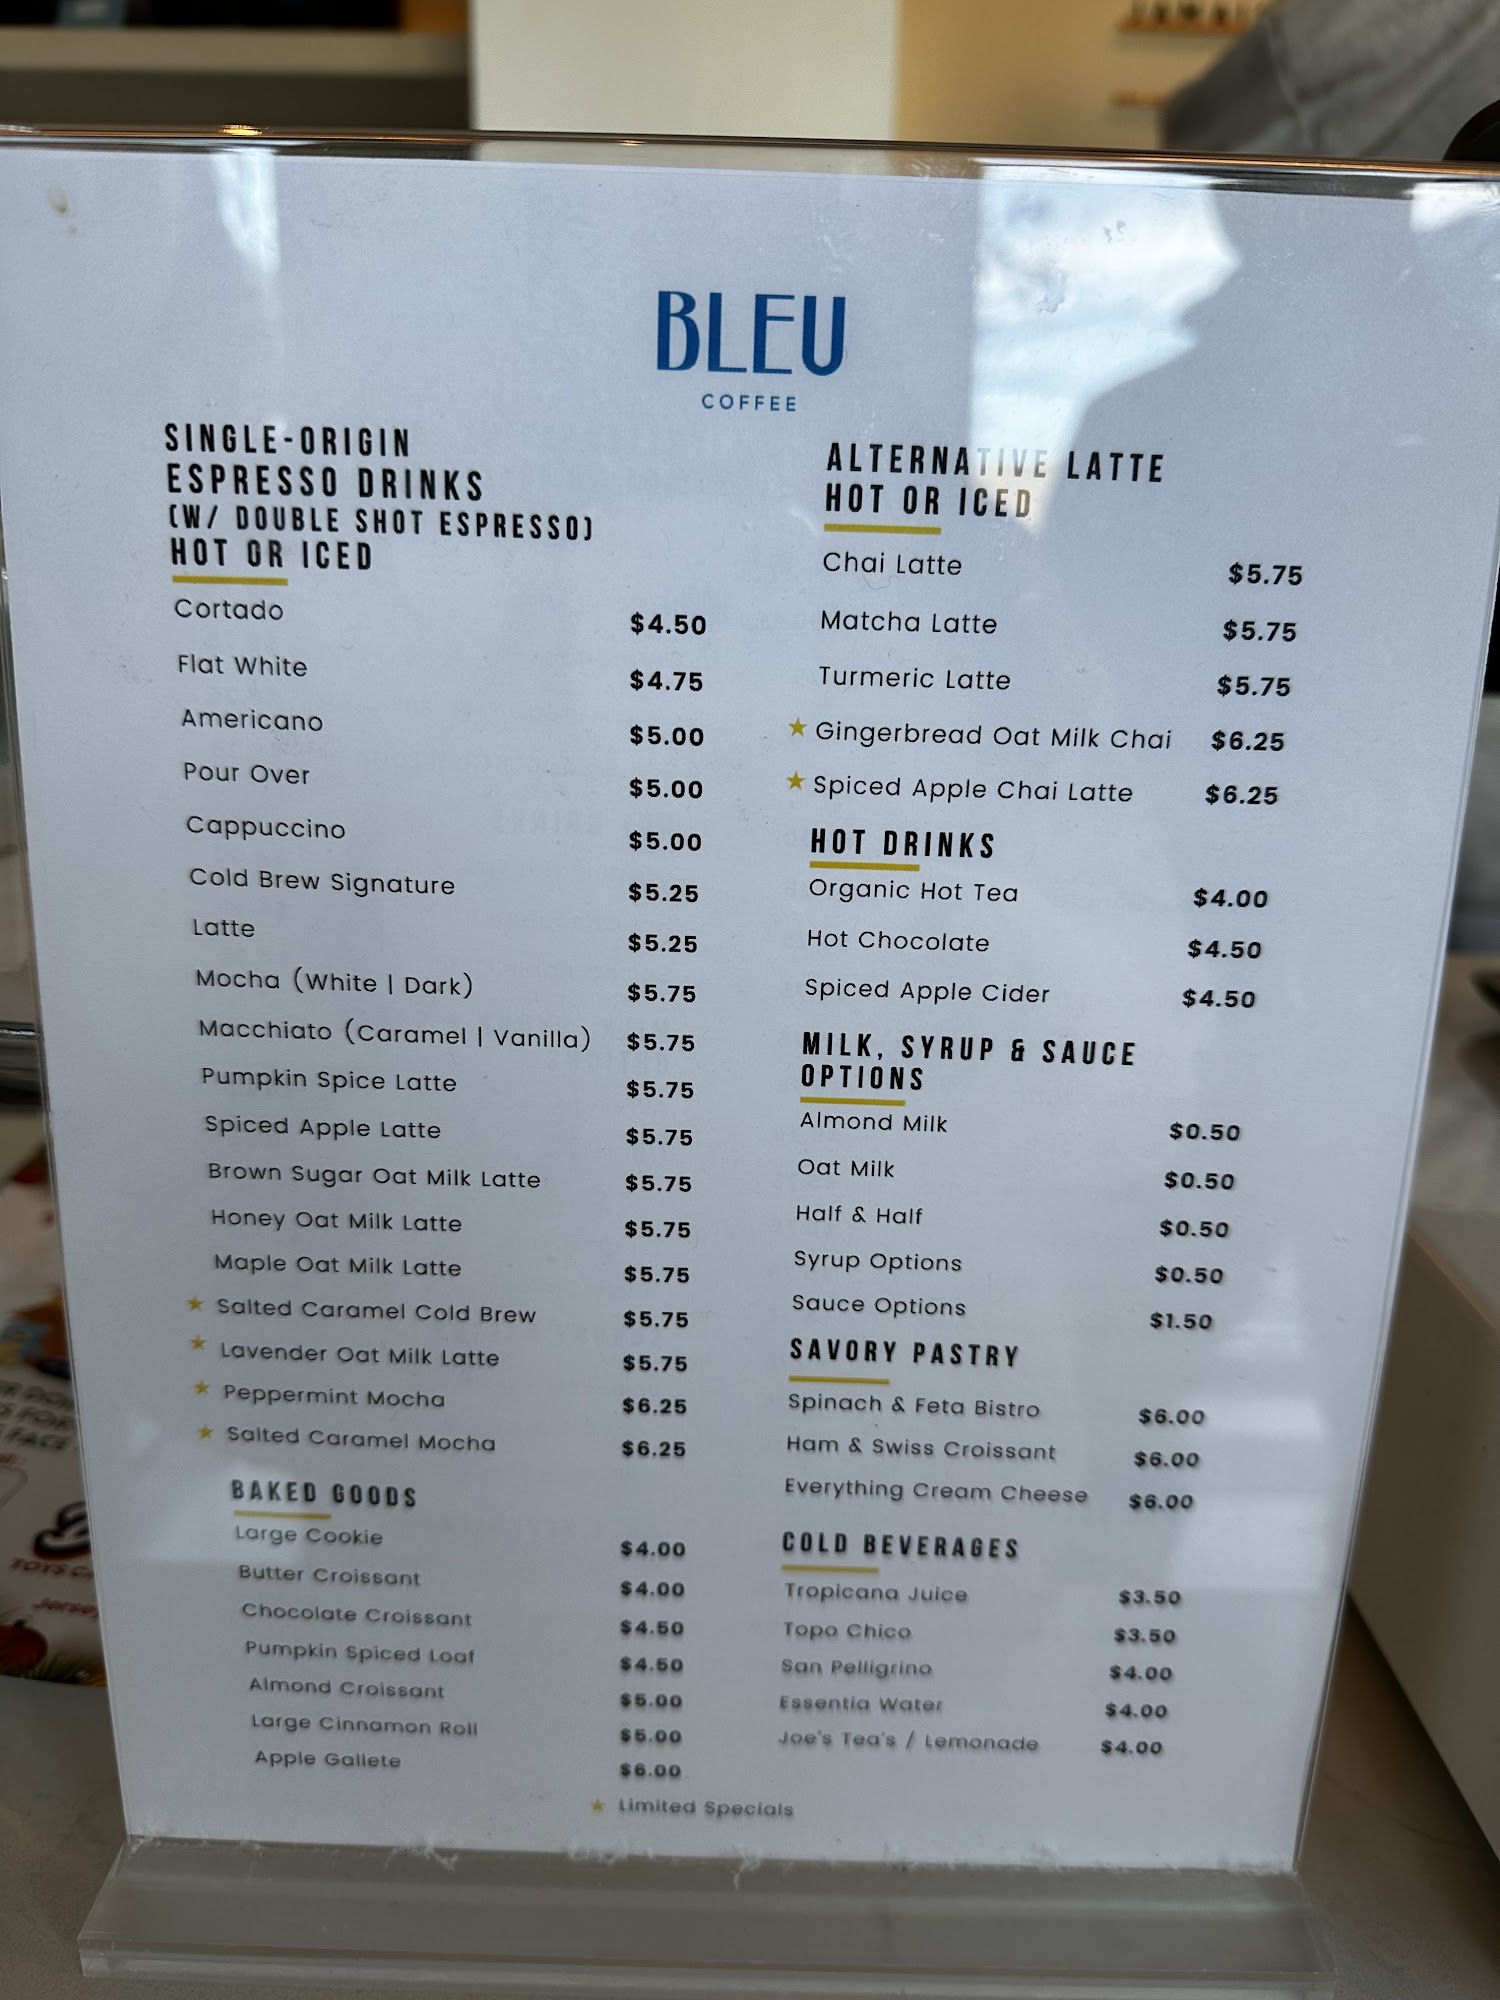 BLEU
COFFEE
SINGLE-ORIGIN
ESPRESSO DRINKS
(W/ DOUBLE SHOT ESPRESSO)
HOT OR ICED
Cortado $4.50
Flat White $4.75
Americano $5.00
Pour Over $5.00
Cappuccino $5.00
Cold Brew Signature $5.25
Latte $5.25
Mocha (White | Dark) $5.75
Macchiato (Caramel | Vanilla) $5.75
Pumpkin Spice Latte $5.75
Spiced Apple Latte $5.75
Brown Sugar Oat Milk Latte $5.75
Honey Oat Milk Latte $5.75
Maple Oat Milk Latte $5.75
★ Salted Caramel Cold Brew $5.75
★ Lavender Oat Milk Latte $5.75
★ Peppermint Mocha $6.25
★ Salted Caramel Mocha $6.25
BAKED GOODS
Large Cookie $4.00
Butter Croissant $4.00
Chocolate Croissant $4.50
Pumpkin Spiced Loaf $4.50
Almond Croissant $5.00
Large Cinnamon Roll $5.00
Apple Gallete $6.00
ALTERNATIVE LATTE
HOT OR ICED
Chai Latte $5.75
Matcha Latte $5.75
Turmeric Latte $5.75
★ Gingerbread Oat Milk Chai $6.25
★ Spiced Apple Chai Latte $6.25
HOT DRINKS
Organic Hot Tea $4.00
Hot Chocolate $4.50
Spiced Apple Cider $4.50
MILK, SYRUP & SAUCE
OPTIONS
Almond Milk $0.50
Oat Milk $0.50
Half & Half $0.50
Syrup Options $0.50
Sauce Options $1.50
SAVORY PASTRY
Spinach & Feta Bistro $6.00
Ham & Swiss Croissant $6.00
Everything Cream Cheese $6.00
COLD BEVERAGES
Tropicana Juice $3.50
Topo Chico $3.50
San Pelligrino $4.00
Essentia Water $4.00
Joe's Tea's / Lemonade $4.00
★ Limited Specials